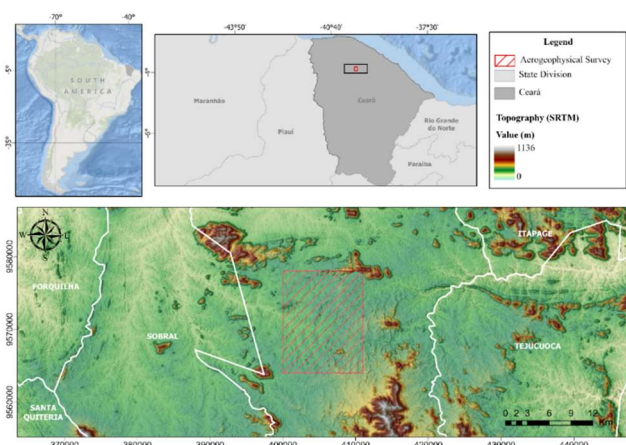 -70°
-40°
-5°
-35°
SOUTH
AMERICA
-43°50'
-40°40'
-37°30'
-6°
Maranhão
Piauí
Ceará
Rio Grande
do Norte
Paraíba
Legend
Aerogeophysical Survey
State Division
Ceará
Topography (SRTM)
Value (m)
1136
0
N
W
L
S
9580000
9570000
9560000
FORQUILHA
SOBRAL
SANTA
QUITERIA
ITAPAGE
TEJUCUOCA
0 2 3 6 9 12
Km
370000
380000
390000
400000
410000
420000
430000
440000